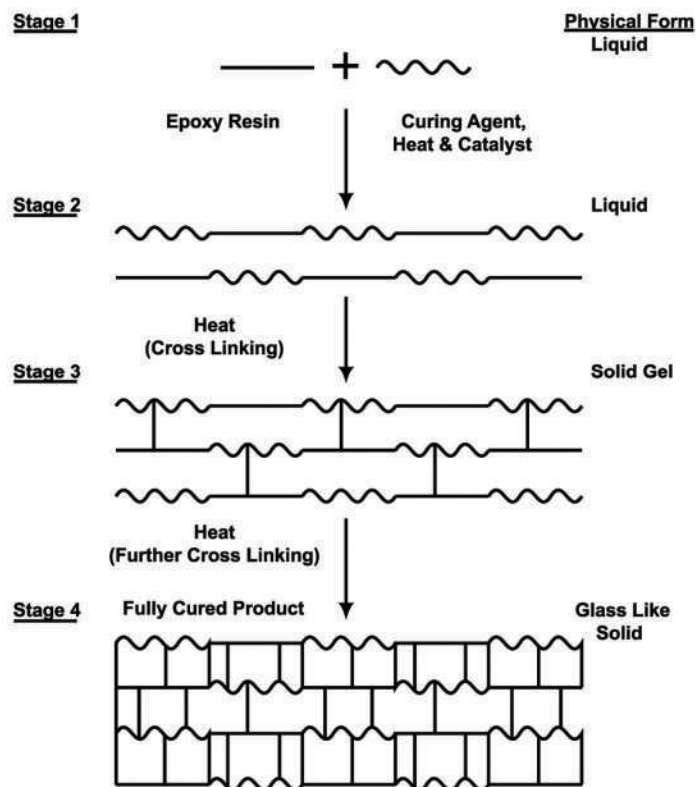 Stage 1
Physical Form
Liquid
+
Epoxy Resin
Curing Agent,
Heat & Catalyst
Stage 2
Liquid
Heat
(Cross Linking)
Stage 3
Solid Gel
Heat
(Further Cross Linking)
Stage 4
Fully Cured Product
Glass Like
Solid